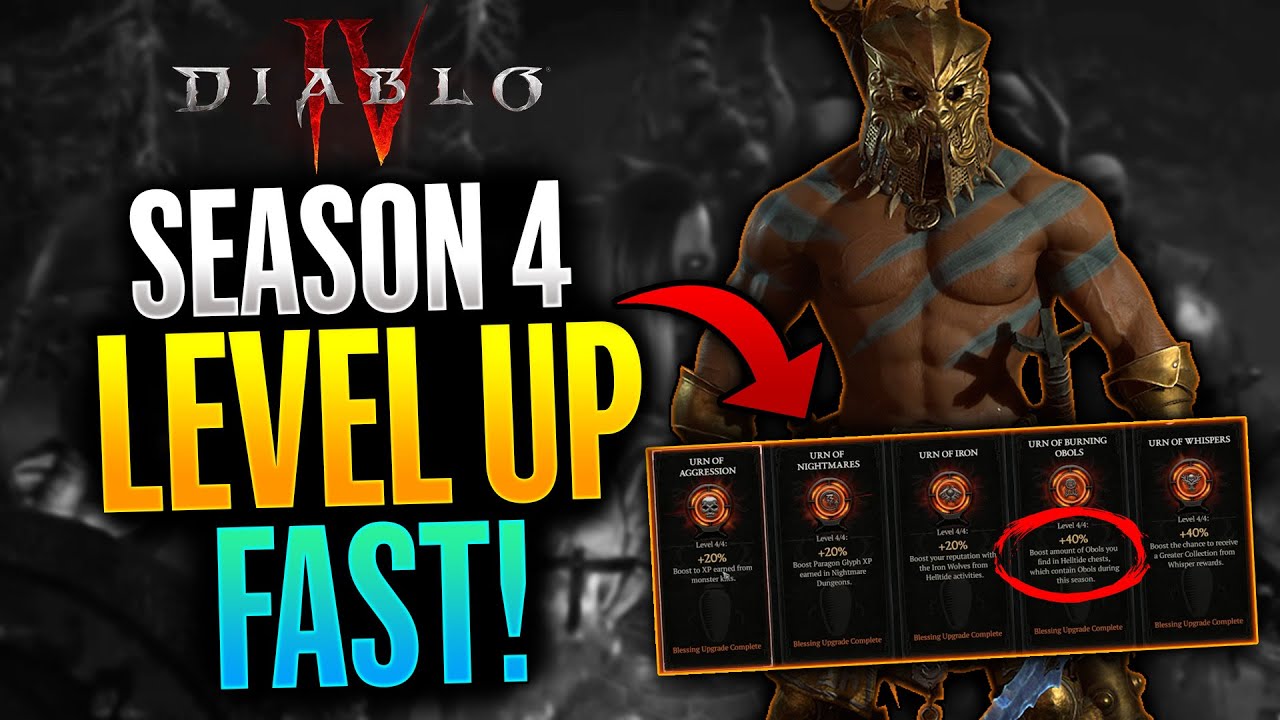 DIABLO
IV
SEASON 4
LEVEL UP
FAST!
URN OF
AGGRESSION
Level 4/4:
+20%
Boost to XP earned from
monster kills.
Blessing Upgrade Complete
URN OF
NIGHTMARES
Level 4/4:
+20%
Boost Paragon Glyph XP
earned in Nightmare
Dungeons.
Blessing Upgrade Complete
URN OF IRON
Level 4/4:
+20%
Boost your reputation with
the Iron Wolves from
Helltide activities.
Blessing Upgrade Complete
URN OF BURNING
OBOLS
Level 4/4:
+40%
Boost amount of Obols you
find in Helltide chests,
which contain Obols during
this season.
Blessing Upgrade Complete
URN OF WHISPERS
Level 4/4:
+40%
Boost the chance to receive
a Greater Collection from
Whisper rewards.
Blessing Upgrade Complete